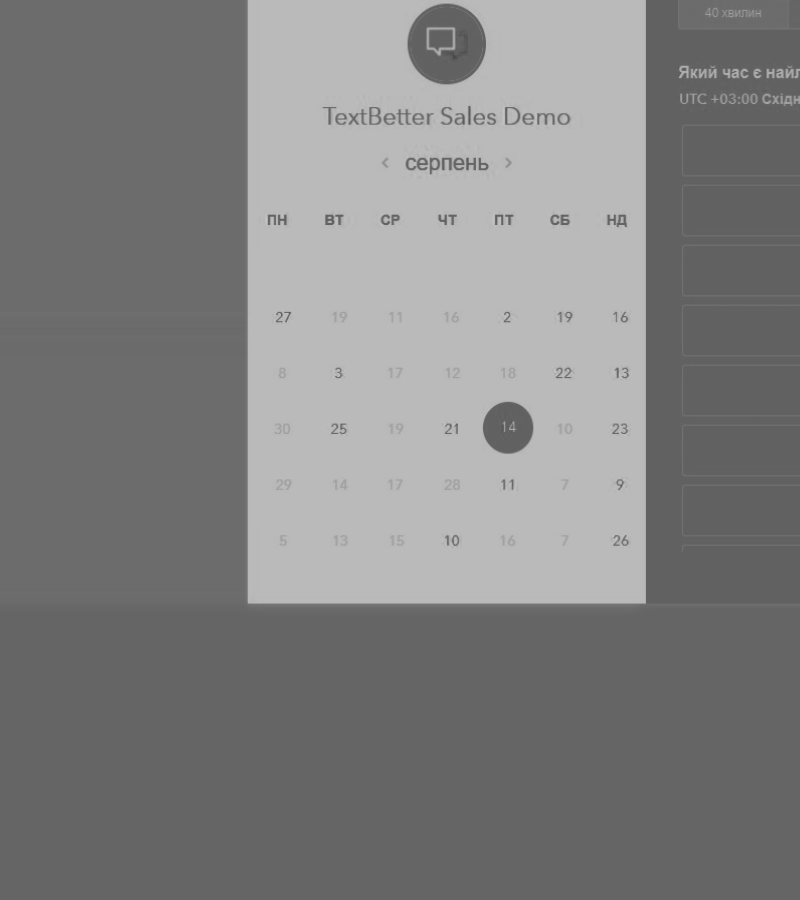 40 хвилин
TextBetter Sales Demo
серпень
ПН ВТ СР ЧТ ПТ СБ НД
27 19 11 16 2 19 16
8 3 17 12 18 22 13
30 25 19 21 14 10 23
29 14 17 28 11 7 9
5 13 15 10 16 7 26
Який час є
UTC +03:00